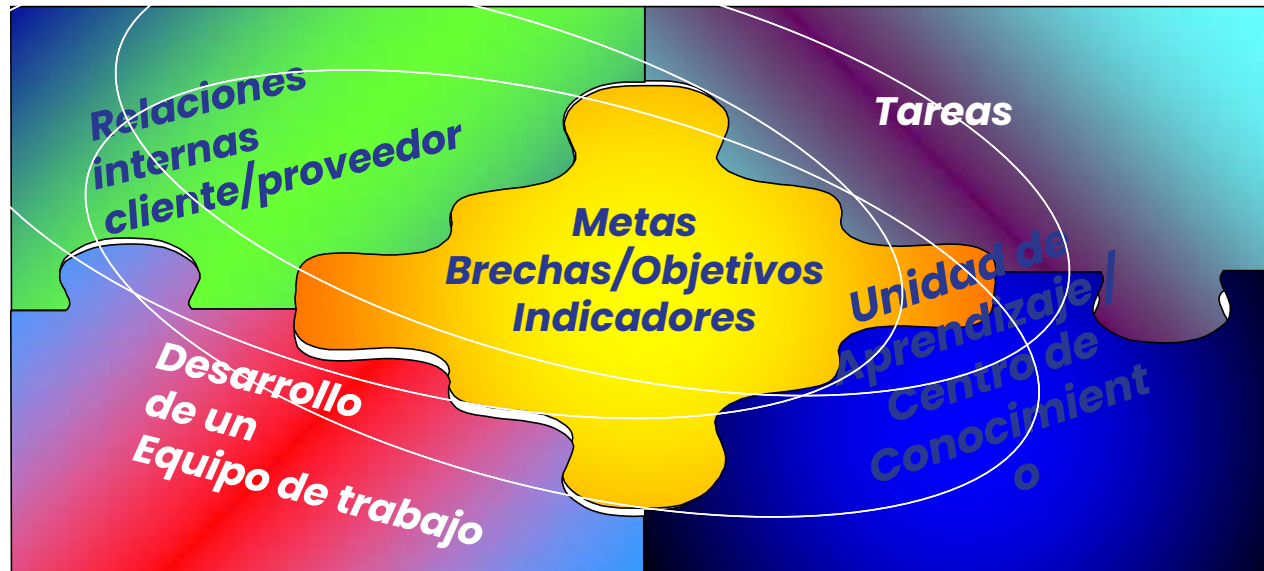 Relaciones
internas
cliente/proveedor
Tareas
Metas
Brechas/Objetivos
Indicadores
Unidad de
Aprendizaje /
Centro de
Conocimient
o
Desarrollo
de un
Equipo de trabajo